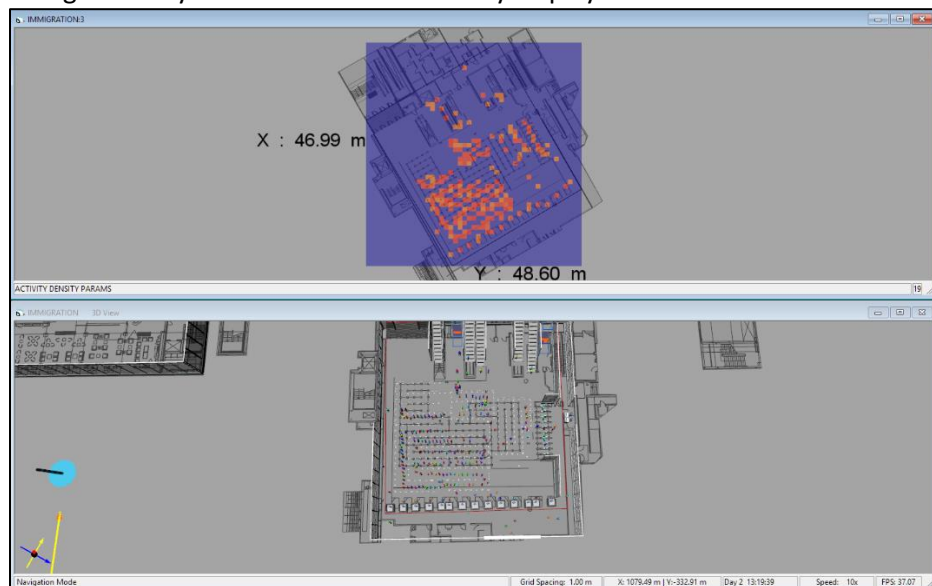 IMMIGRATION:3
X : 46.99 m
Y : 48.60 m
ACTIVITY DENSITY PARAMS
19
IMMIGRATION 3D View
Navigation Mode
Grid Spacing: 1.00 m
X: 1079.49 m | Y:-332.91 m
Day 2 13:19:39
Speed: 10x
FPS: 37.07